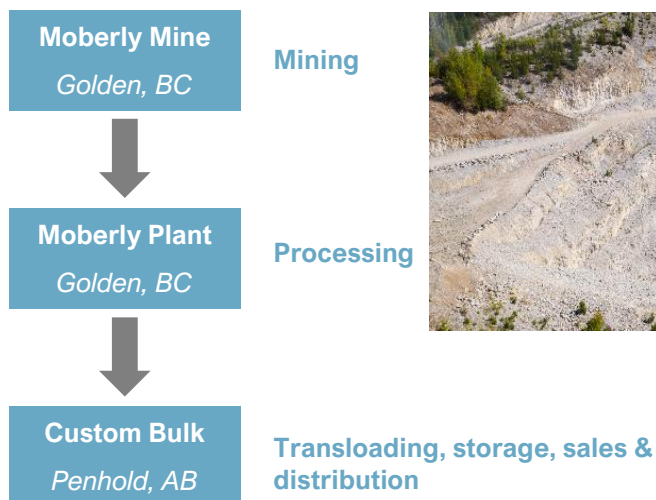 Moberly Mine
Golden, BC
Mining
Moberly Plant
Golden, BC
Processing
Custom Bulk
Penhold, AB
Transloading, storage, sales &
distribution